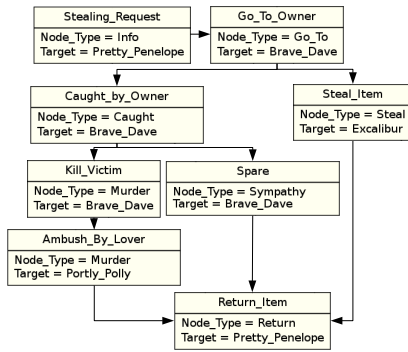 Stealing_Request
Node_Type = Info
Target = Pretty_Penelope
Go_To_Owner
Node_Type = Go_To
Target = Brave_Dave
Caught_by_Owner
Node_Type = Caught
Target = Brave_Dave
Steal_Item
Node_Type = Steal
Target = Excalibur
Kill_Victim
Node_Type = Murder
Target = Brave_Dave
Spare
Node_Type = Sympathy
Target = Brave_Dave
Ambush_By_Lover
Node_Type = Murder
Target = Portly_Polly
Return_Item
Node_Type = Return
Target = Pretty_Penelope